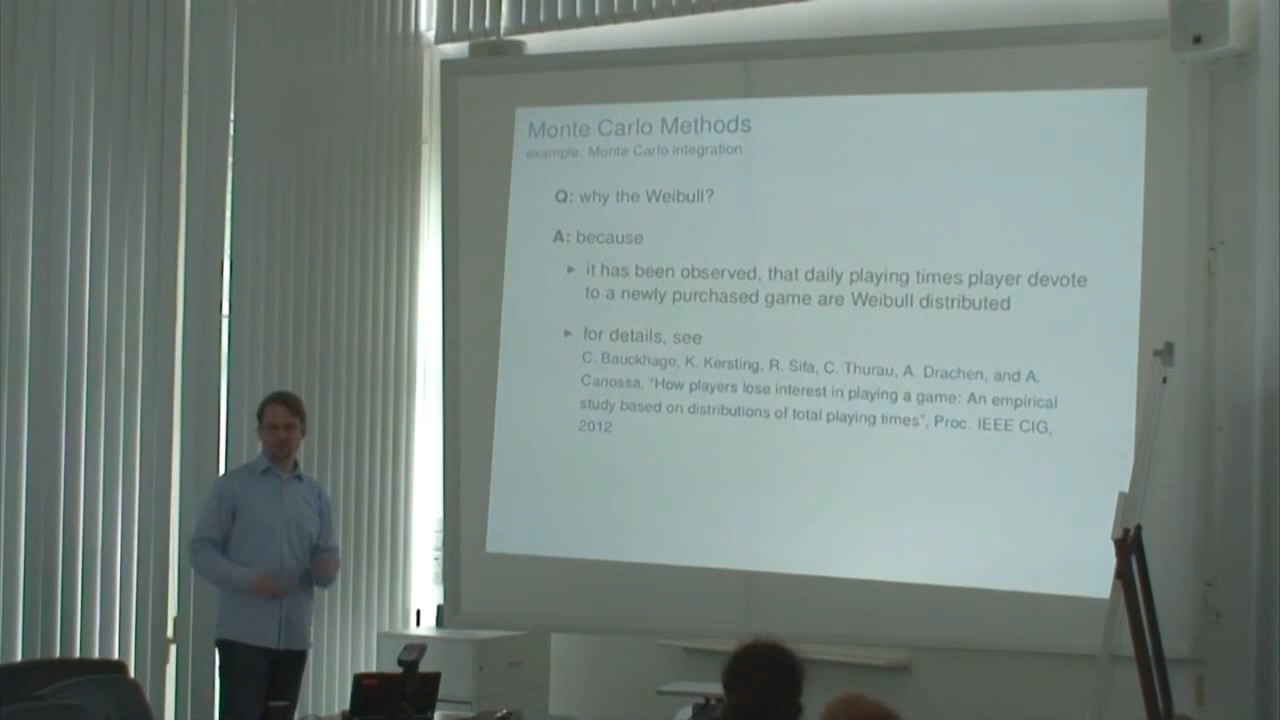 Monte Carlo Methods
example: Monte Carlo Integration
Q: why the Weibull?
A: because
► it has been observed, that daily playing times player devote
to a newly purchased game are Weibull distributed
► for details, see
C. Bauckhage, K. Kersting, R. Sifa, C. Thurau, A. Drachen, and A.
Canossa, "How players lose interest in playing a game: An empirical
study based on distributions of total playing times", Proc. IEEE CIG,
2012